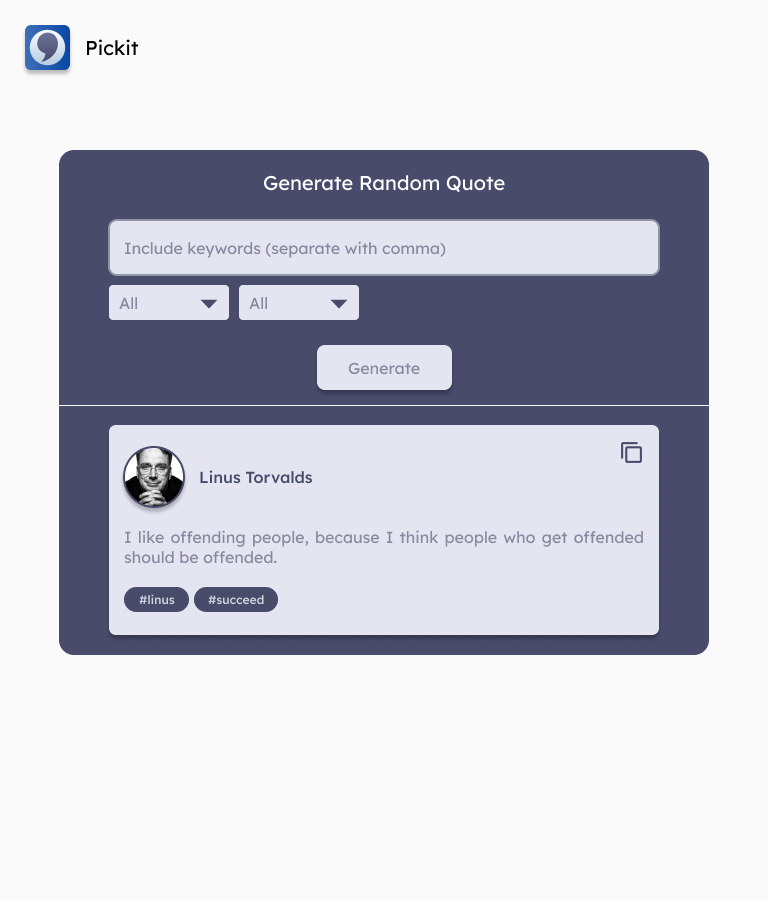 Pickit
Generate Random Quote
Include keywords (separate with comma)
All All
Generate
Linus Torvalds
I like offending people, because I think people who get offended
should be offended.
#linus #succeed